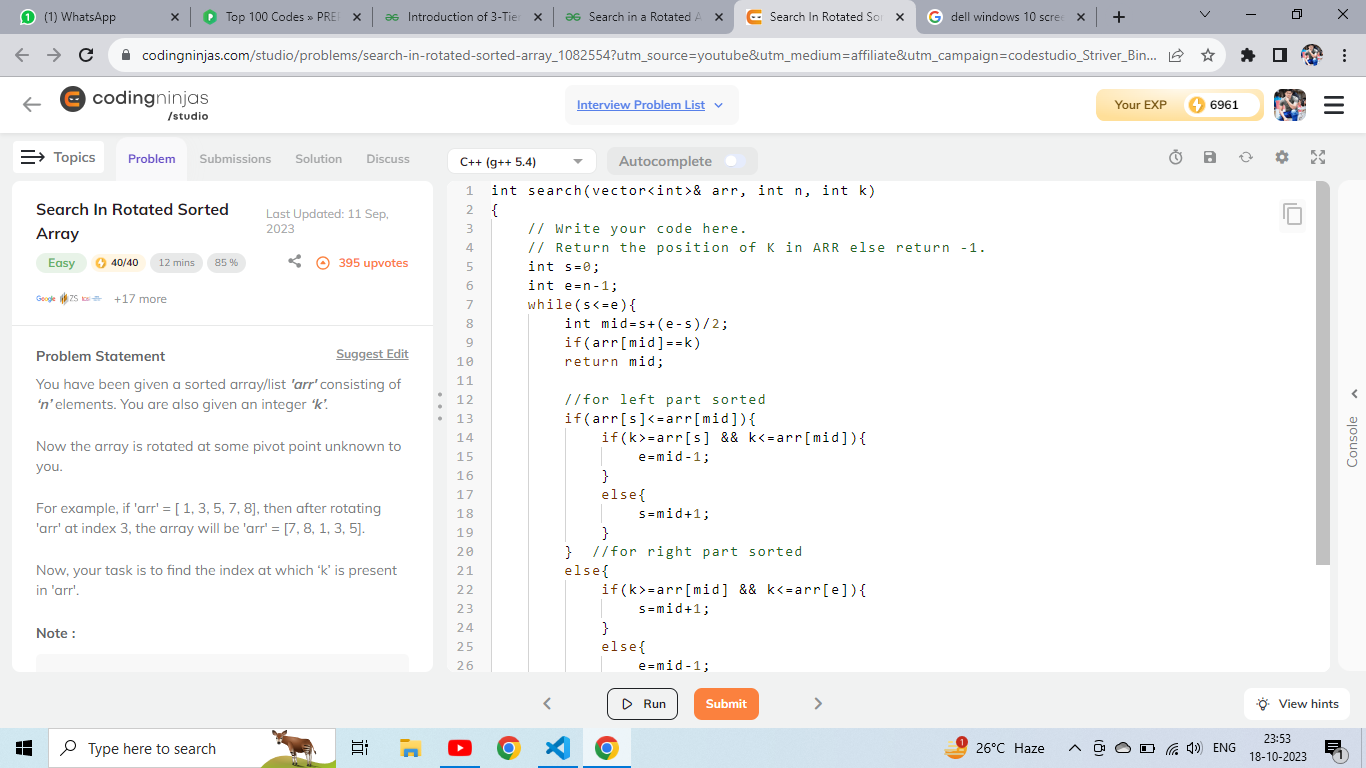 (1) WhatsApp
Top 100 Codes » PREP
Introduction of 3-Tier
Search in a Rotated A
Search In Rotated Sor
dell windows 10 scree
codingninjas.com/studio/problems/search-in-rotated-sorted-array_1082554?utm_source=youtube&utm_medium=affiliate&utm_campaign=codestudio_Striver_Bin...
codingninjas
/studio
Interview Problem List
Your EXP 6961
Topics
Problem
Submissions
Solution
Discuss
C++ (g++ 5.4)
Autocomplete
Search In Rotated Sorted
Array
Last Updated: 11 Sep,
2023
Easy
40/40
12 mins
85 %
395 upvotes
Google
+17 more
Problem Statement
Suggest Edit
You have been given a sorted array/list 'arr' consisting of
‘n’ elements. You are also given an integer ‘k’.
Now the array is rotated at some pivot point unknown to
you.
For example, if 'arr' = [ 1, 3, 5, 7, 8], then after rotating
'arr' at index 3, the array will be 'arr' = [7, 8, 1, 3, 5].
Now, your task is to find the index at which ‘k’ is present
in 'arr'.
Note :
1 int search(vector<int>& arr, int n, int k)
2 {
3 // Write your code here.
4 // Return the position of K in ARR else return -1.
5 int s=0;
6 int e=n-1;
7 while(s<=e){
8 int mid=s+(e-s)/2;
9 if(arr[mid]==k)
10 return mid;
11
12 //for left part sorted
13 if(arr[s]<=arr[mid]){
14 if(k>=arr[s] && k<=arr[mid]){
15 e=mid-1;
16 }
17 else{
18 s=mid+1;
19 }
20 } //for right part sorted
21 else{
22 if(k>=arr[mid] && k<=arr[e]){
23 s=mid+1;
24 }
25 else{
26 e=mid-1;
Console
Run
Submit
View hints
Type here to search
1
26°C Haze
ENG
23:53
18-10-2023
1